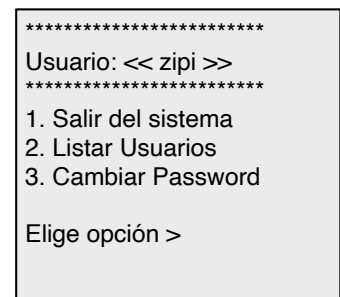 *************************
Usuario: << zipi >>
*************************
1. Salir del sistema
2. Listar Usuarios
3. Cambiar Password
Elige opción >